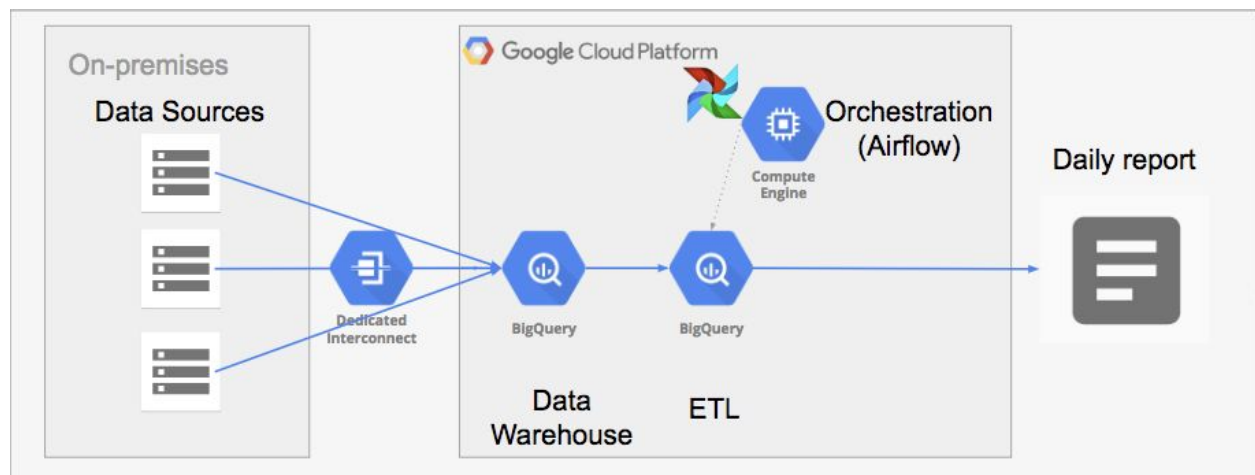 On-premises
Data Sources
Google Cloud Platform
Orchestration
(Airflow)
Compute
Engine
Daily report
Dedicated
Interconnect
BigQuery
BigQuery
Data
Warehouse
ETL